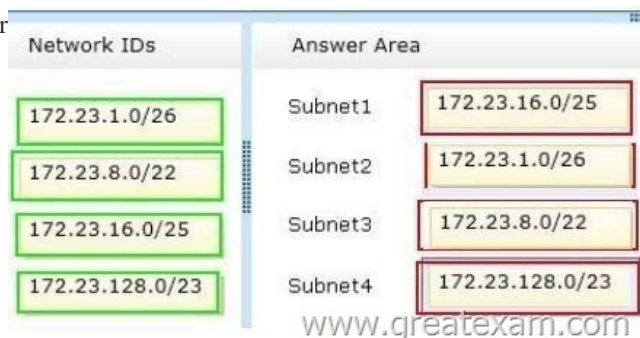 r
Network IDs
Answer Area
172.23.1.0/26
172.23.8.0/22
172.23.16.0/25
172.23.128.0/23
Subnet1 172.23.16.0/25
Subnet2 172.23.1.0/26
Subnet3 172.23.8.0/22
Subnet4 172.23.128.0/23
www.greatexam.com